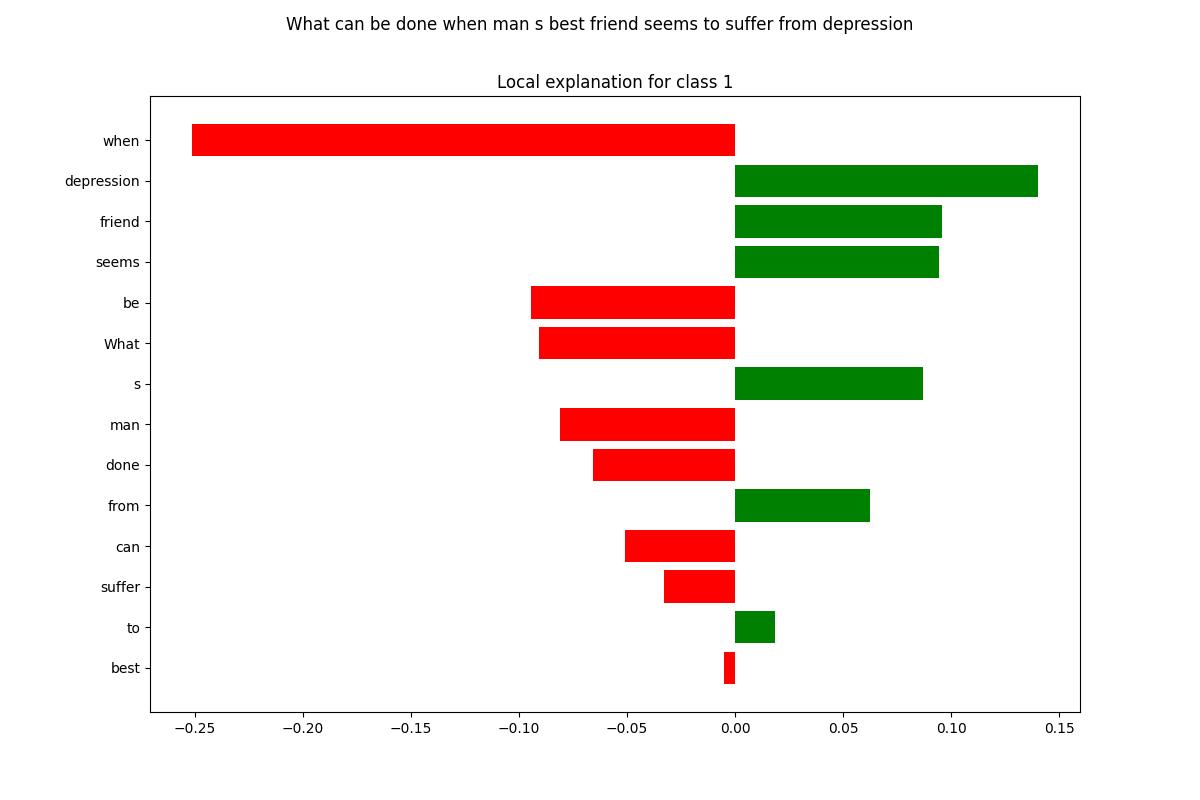 What can be done when man s best friend seems to suffer from depression
Local explanation for class 1
when
depression
friend
seems
be
What
s
man
done
from
can
suffer
to
best
−0.25 −0.20 −0.15 −0.10 −0.05 0.00 0.05 0.10 0.15